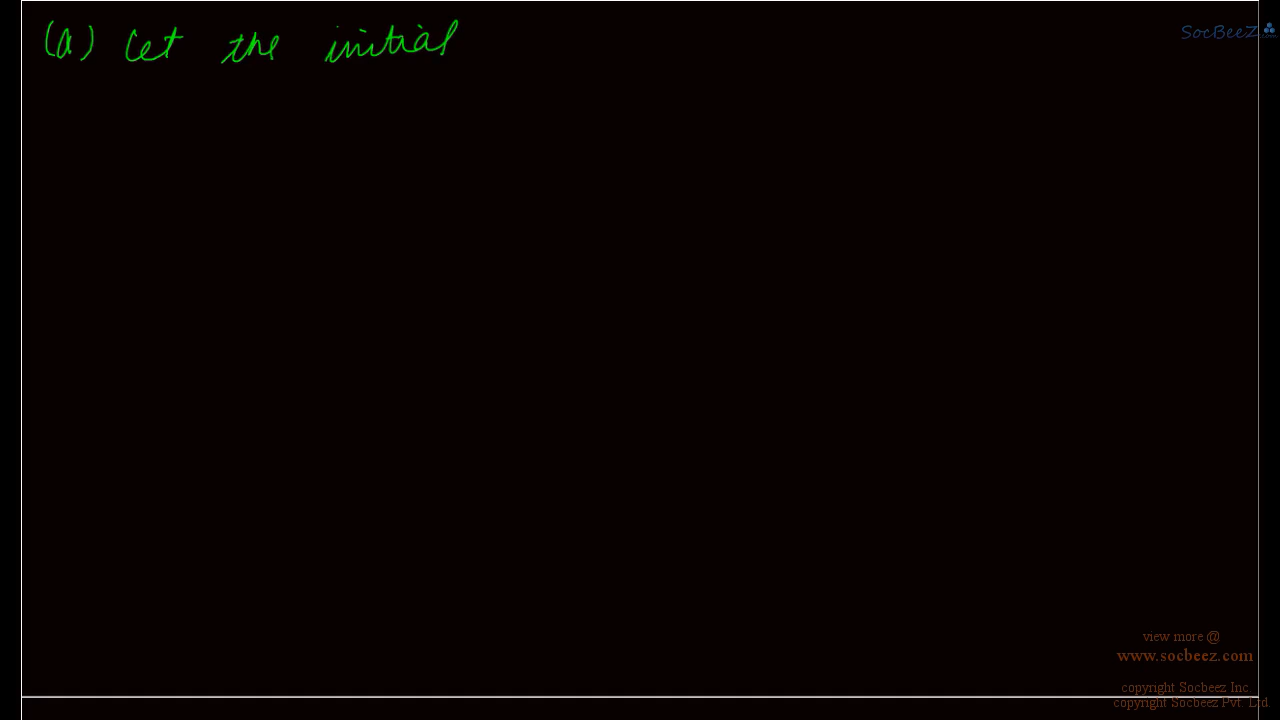 (a) Let the initial
SocBeeZ
view more @
www.socbeez.com
copyright Socbeez Inc.
copyright Socbeez Pvt. Ltd.